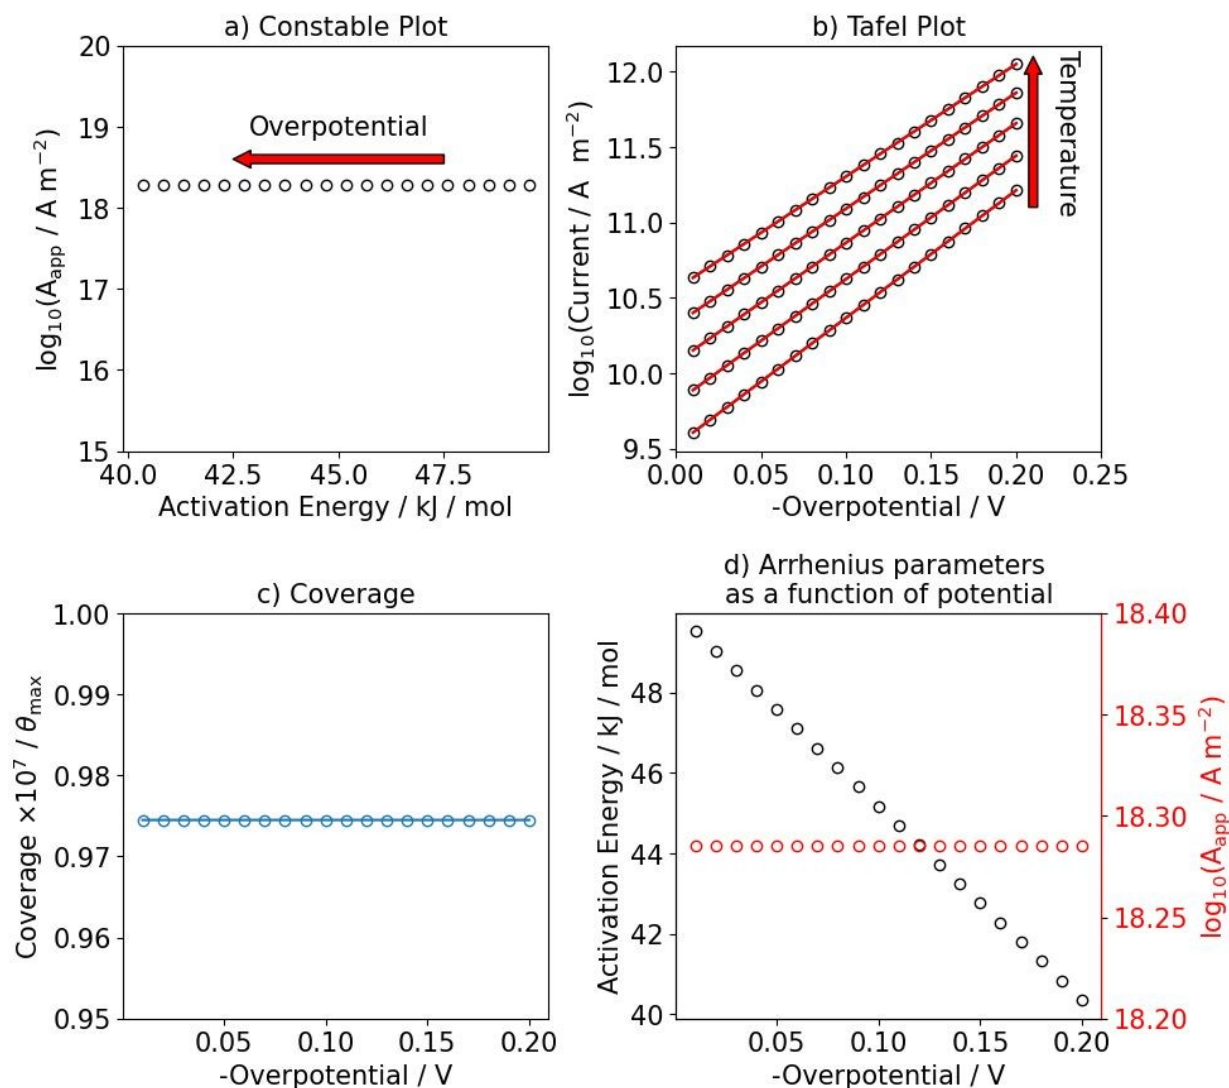 a) Constable Plot
20
19
18
17
16
15
log₁₀(A_app / A m⁻²)
Overpotential
40.0 42.5 45.0 47.5
Activation Energy / kJ / mol
b) Tafel Plot
12.0
11.5
11.0
10.5
10.0
9.5
log₁₀(Current / A m⁻²)
Temperature
0.00 0.05 0.10 0.15 0.20 0.25
-Overpotential / V
c) Coverage
1.00
0.99
0.98
0.97
0.96
0.95
Coverage ×10⁷ / θ_max
0.05 0.10 0.15 0.20
-Overpotential / V
d) Arrhenius parameters
as a function of potential
48
46
44
42
40
Activation Energy / kJ / mol
18.40
18.35
18.30
18.25
18.20
log₁₀(A_app / A m⁻²)
0.05 0.10 0.15 0.20
-Overpotential / V